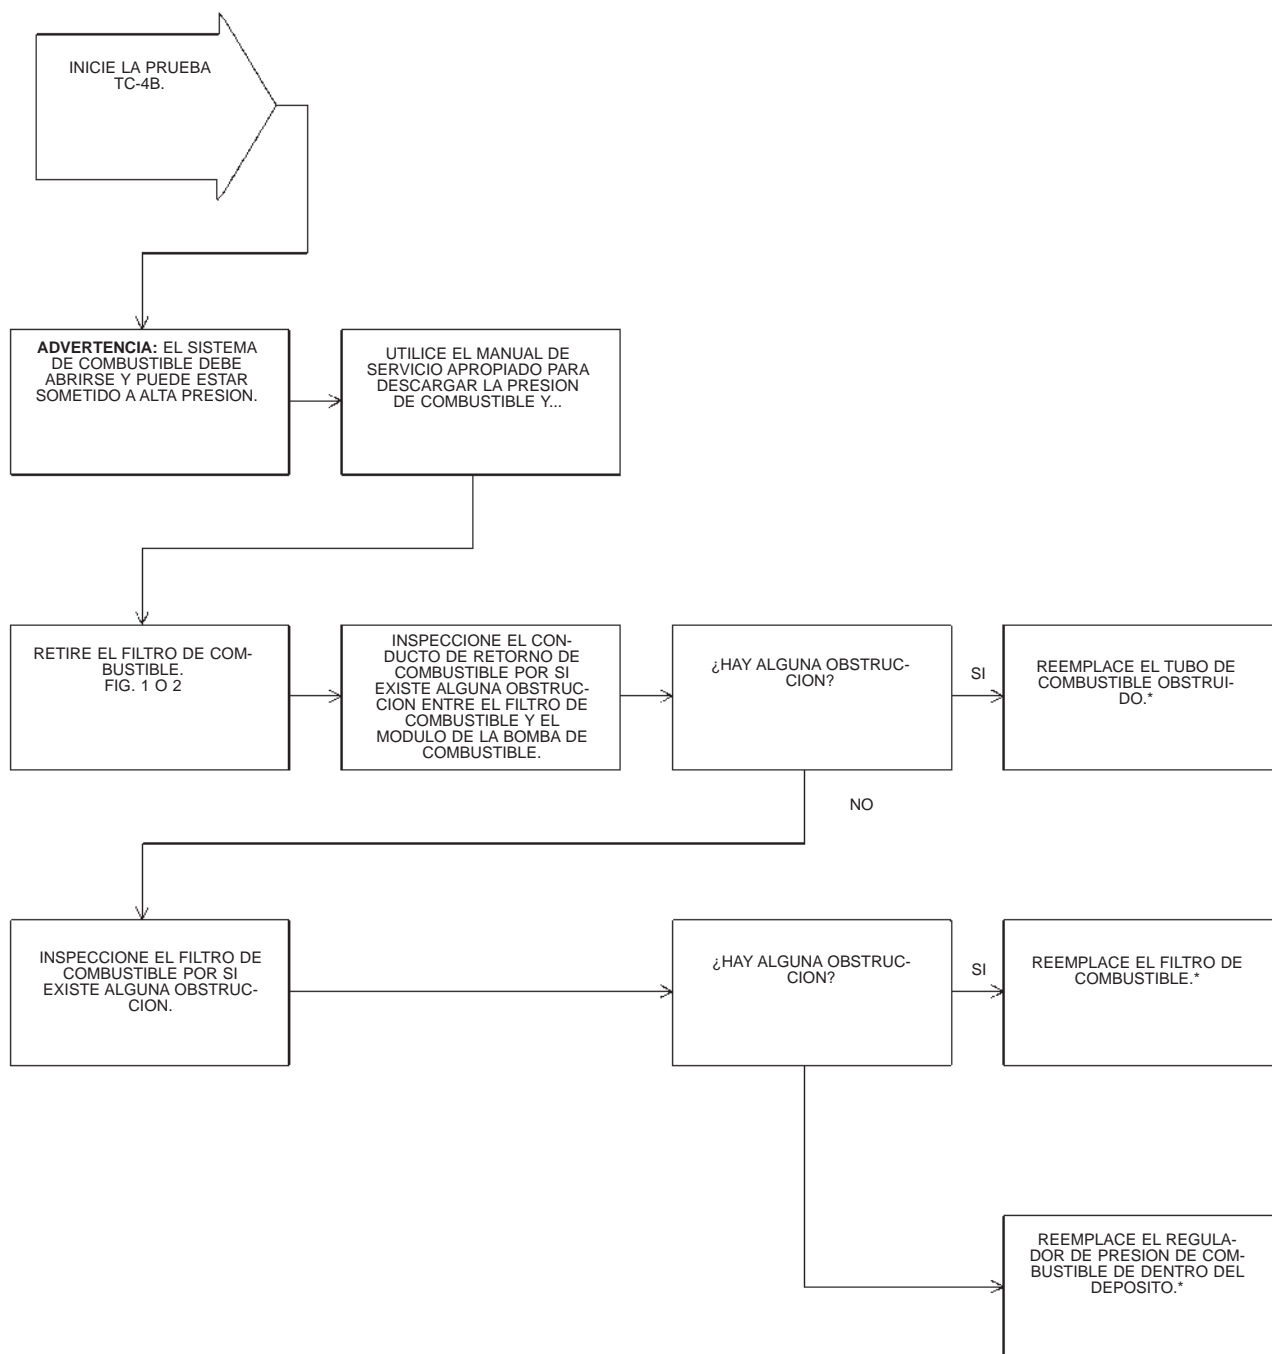 INICIE LA PRUEBA
TC-4B.
ADVERTENCIA: EL SISTEMA
DE COMBUSTIBLE DEBE
ABRIRSE Y PUEDE ESTAR
SOMETIDO A ALTA PRESION.
UTILICE EL MANUAL DE
SERVICIO APROPIADO PARA
DESCARGAR LA PRESION
DE COMBUSTIBLE Y...
RETIRE EL FILTRO DE COM-
BUSTIBLE.
FIG. 1 O 2
INSPECCIONE EL CON-
DUCTO DE RETORNO DE
COMBUSTIBLE POR SI
EXISTE ALGUNA OBSTRUC-
CION ENTRE EL FILTRO DE
COMBUSTIBLE Y EL
MODULO DE LA BOMBA DE
COMBUSTIBLE.
¿HAY ALGUNA OBSTRUC-
CION?
SI
REEMPLACE EL TUBO DE
COMBUSTIBLE OBSTRUI-
DO.*
NO
INSPECCIONE EL FILTRO DE
COMBUSTIBLE POR SI
EXISTE ALGUNA OBSTRUC-
CION.
¿HAY ALGUNA OBSTRUC-
CION?
SI
REEMPLACE EL FILTRO DE
COMBUSTIBLE.*
REEMPLACE EL REGULA-
DOR DE PRESION DE COM-
BUSTIBLE DE DENTRO DEL
DEPOSITO.*